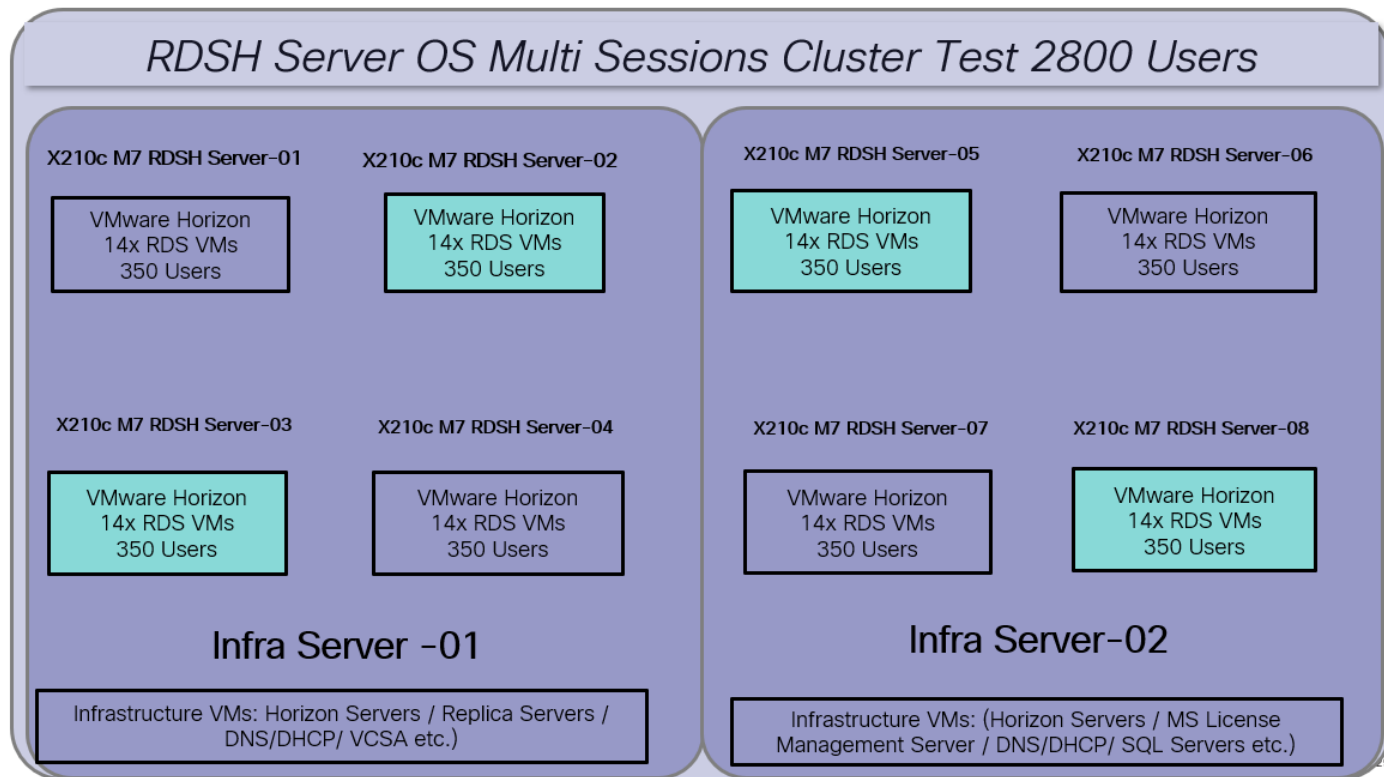 RDSH Server OS Multi Sessions Cluster Test 2800 Users
X210c M7 RDSH Server-01
VMware Horizon
14x RDS VMs
350 Users
X210c M7 RDSH Server-02
VMware Horizon
14x RDS VMs
350 Users
X210c M7 RDSH Server-03
VMware Horizon
14x RDS VMs
350 Users
X210c M7 RDSH Server-04
VMware Horizon
14x RDS VMs
350 Users
Infra Server -01
Infrastructure VMs: Horizon Servers / Replica Servers /
DNS/DHCP/ VCSA etc.)
X210c M7 RDSH Server-05
VMware Horizon
14x RDS VMs
350 Users
X210c M7 RDSH Server-06
VMware Horizon
14x RDS VMs
350 Users
X210c M7 RDSH Server-07
VMware Horizon
14x RDS VMs
350 Users
X210c M7 RDSH Server-08
VMware Horizon
14x RDS VMs
350 Users
Infra Server-02
Infrastructure VMs: (Horizon Servers / MS License
Management Server / DNS/DHCP/ SQL Servers etc.)